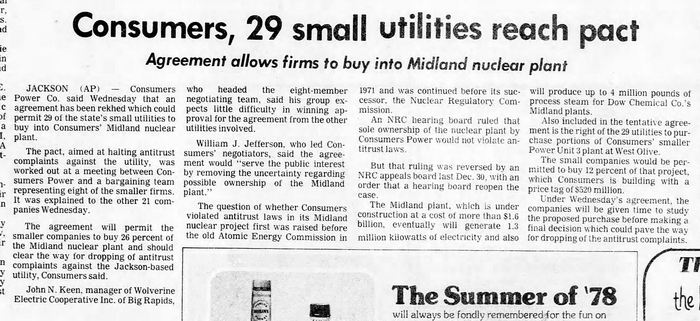 Consumers, 29 small utilities reach pact
Agreement allows firms to buy into Midland nuclear plant
JACKSON (AP) — Consumers
Power Co. said Wednesday that an
agreement has been rekhed which could
permit 29 of the state's small utilities to
buy into Consumers' Midland nuclear
plant.
The pact, aimed at halting antitrust
complaints against the utility, was
worked out at a meeting between Con-
sumers Power and a bargaining team
representing eight of the smaller firms.
It was explained to the other 21 com-
panies Wednesday.
The agreement will permit the
smaller companies to buy 26 percent of
the Midland nuclear plant and should
clear the way for dropping of antitrust
complaints against the Jackson-based
utility, Consumers said.
John N. Keen, manager of Wolverine
Electric Cooperative Inc. of Big Rapids,
who headed the eight-member
negotiating team, said his group ex-
pects little difficulty in winning ap-
proval for the agreement from the other
utilities involved.
William J. Jefferson, who led Con-
sumers' negotiators, said the agree-
ment would "serve the public interest
by removing the uncertainty regarding
possible ownership of the Midland
plant."
The question of whether Consumers
violated antitrust laws in its Midland
nuclear project first was raised before
the old Atomic Energy Commission in
1971 and was continued before its suc-
cessor, the Nuclear Regulatory Com-
mission.
An NRC hearing board ruled that
sole ownership of the nuclear plant by
Consumers Power would not violate an-
titrust laws.
But that ruling was reversed by an
NRC appeals board last Dec. 30, with an
order that a hearing board reopen the
case.
The Midland plant, which is under
construction at a cost of more than $1.6
billion, eventually will generate 1.3
million kilowatts of electricity and also
will produce up to 4 million pounds of
process steam for Dow Chemical Co.'s
Midland plants.
Also included in the tentative agree-
ment is the right of the 29 utilities to pur-
chase portions of Consumers' smaller
Power Unit 3 plant at West Olive.
The small companies would be per-
mitted to buy 12 percent of that project,
which Consumers is building with a
price tag of $520 million.
Under Wednesday's agreement, the
companies will be given time to study
the proposed purchase before making a
final decision which could pave the way
for dropping of the antitrust complaints.
The Summer of '78
will always be fondly remembered for the fun on
the